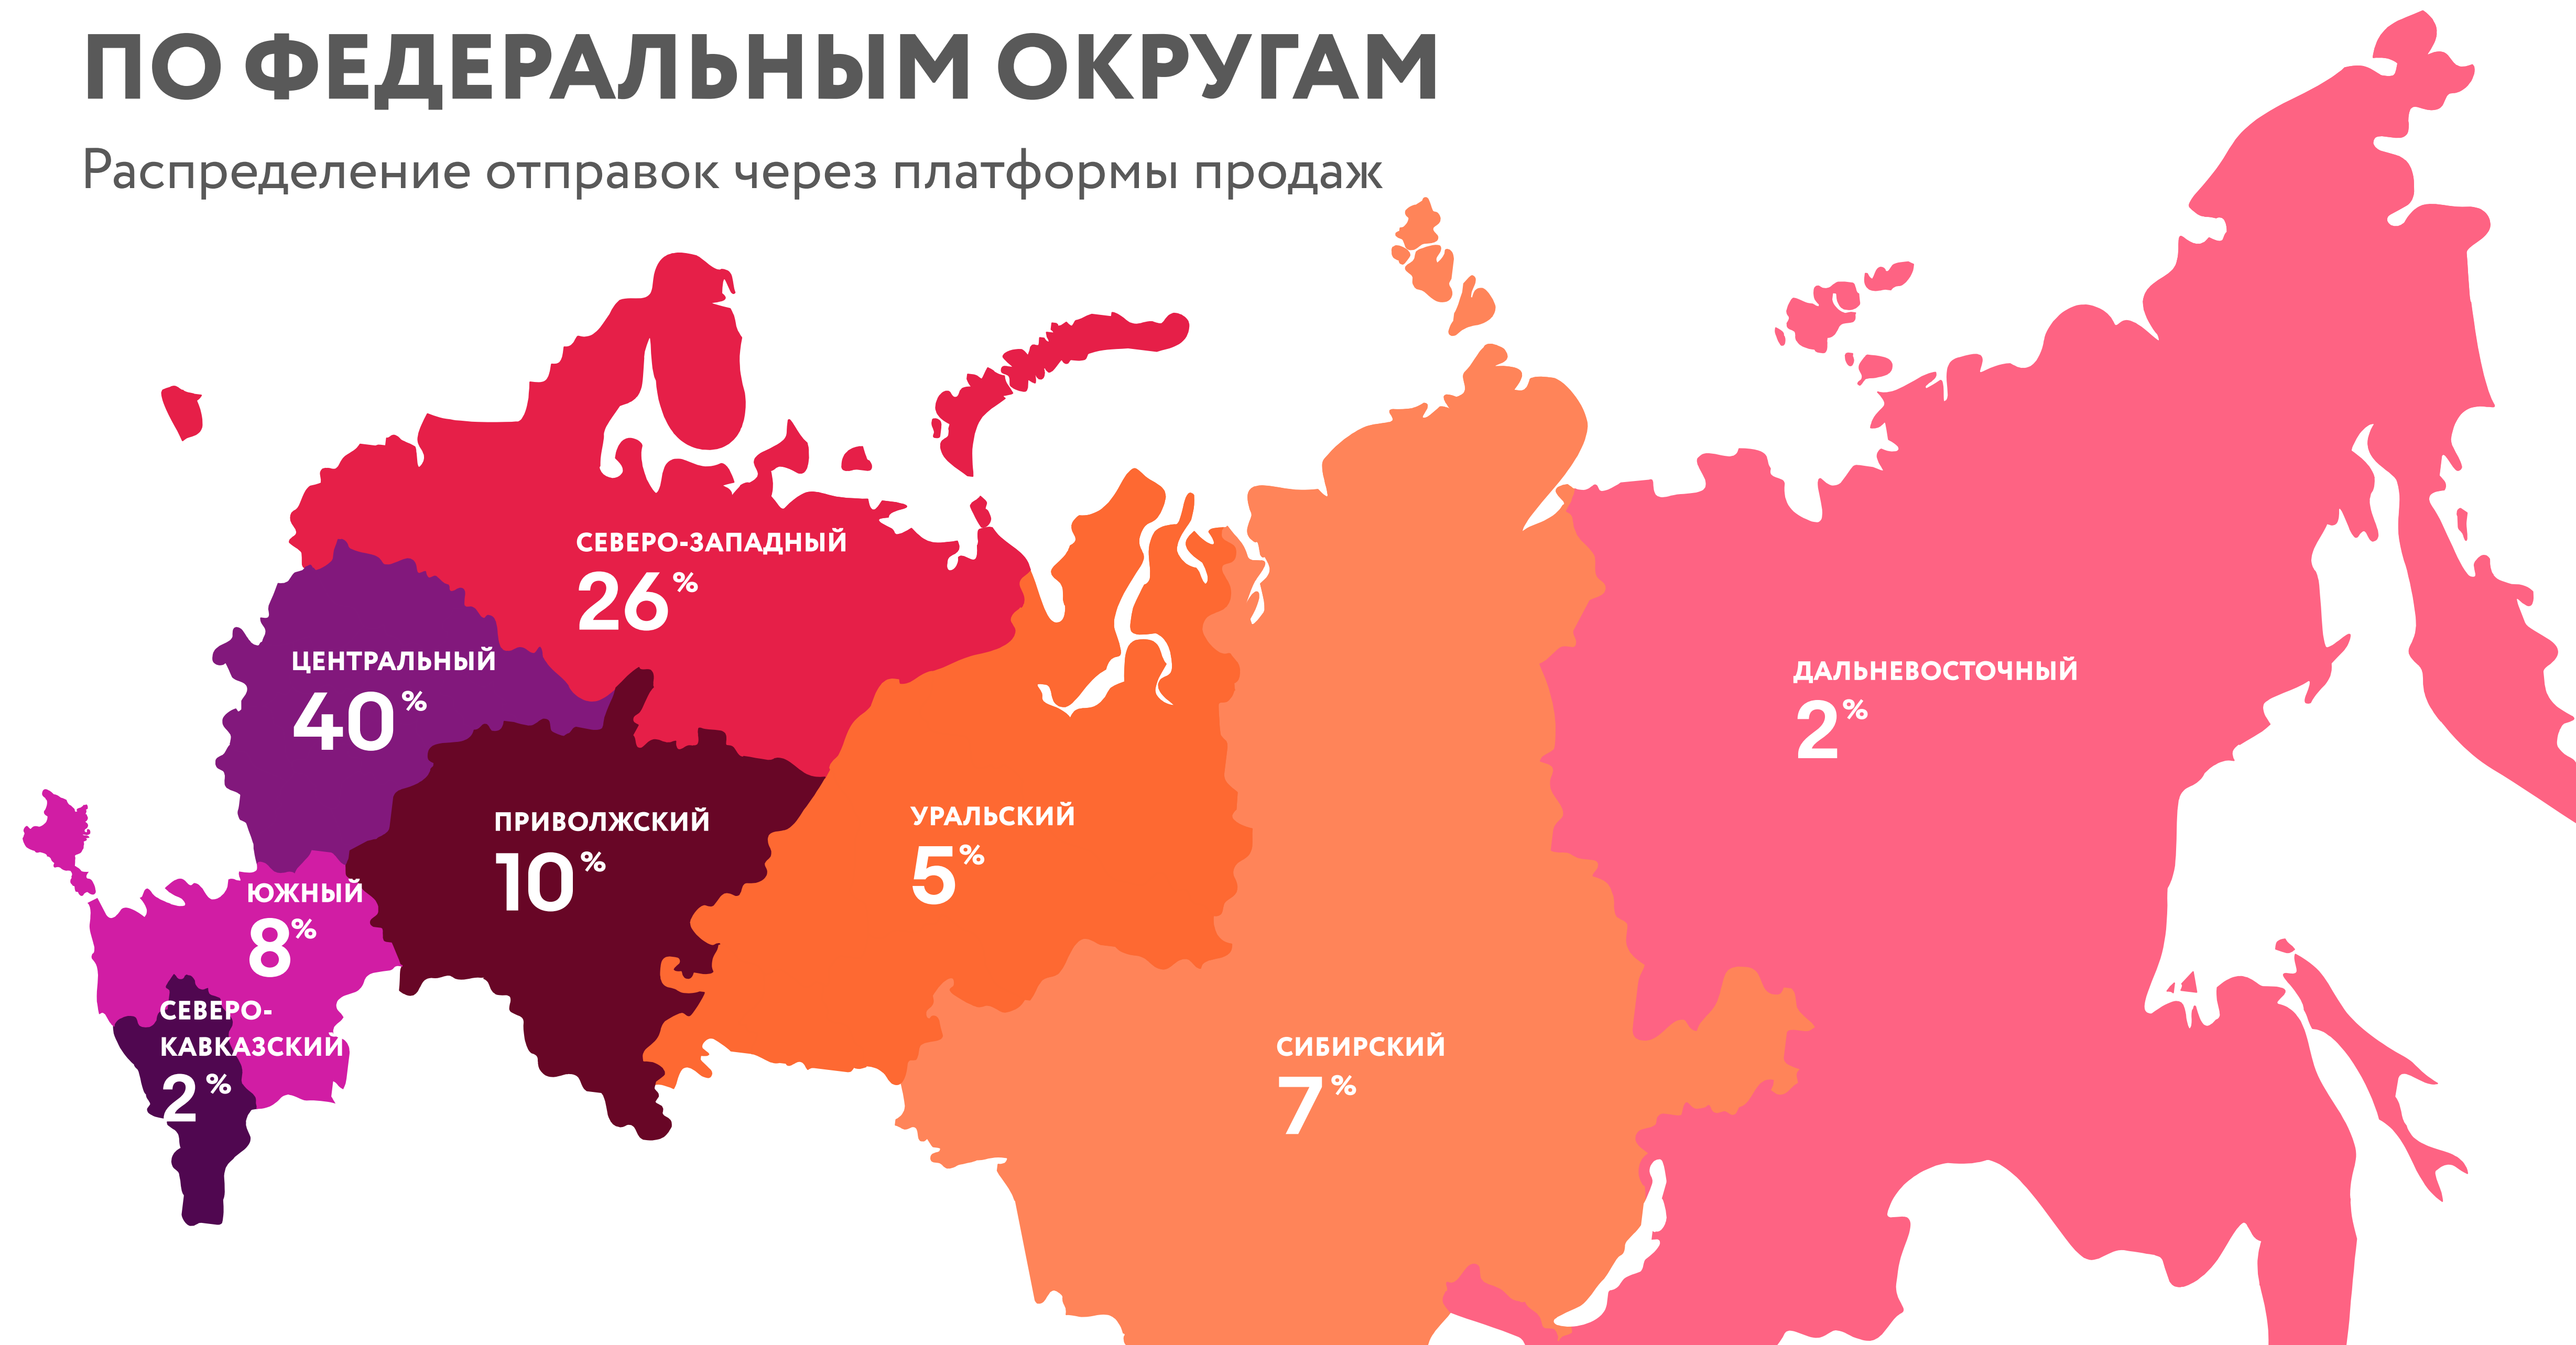 ПО ФЕДЕРАЛЬНЫМ ОКРУГАМ
Распределение отправок через платформы продаж
СЕВЕРО-ЗАПАДНЫЙ
26%
ЦЕНТРАЛЬНЫЙ
40%
ДАЛЬНЕВОСТОЧНЫЙ
2%
ПРИВОЛЖСКИЙ
10%
УРАЛЬСКИЙ
5%
ЮЖНЫЙ
8%
СЕВЕРО-
КАВКАЗСКИЙ
2%
СИБИРСКИЙ
7%